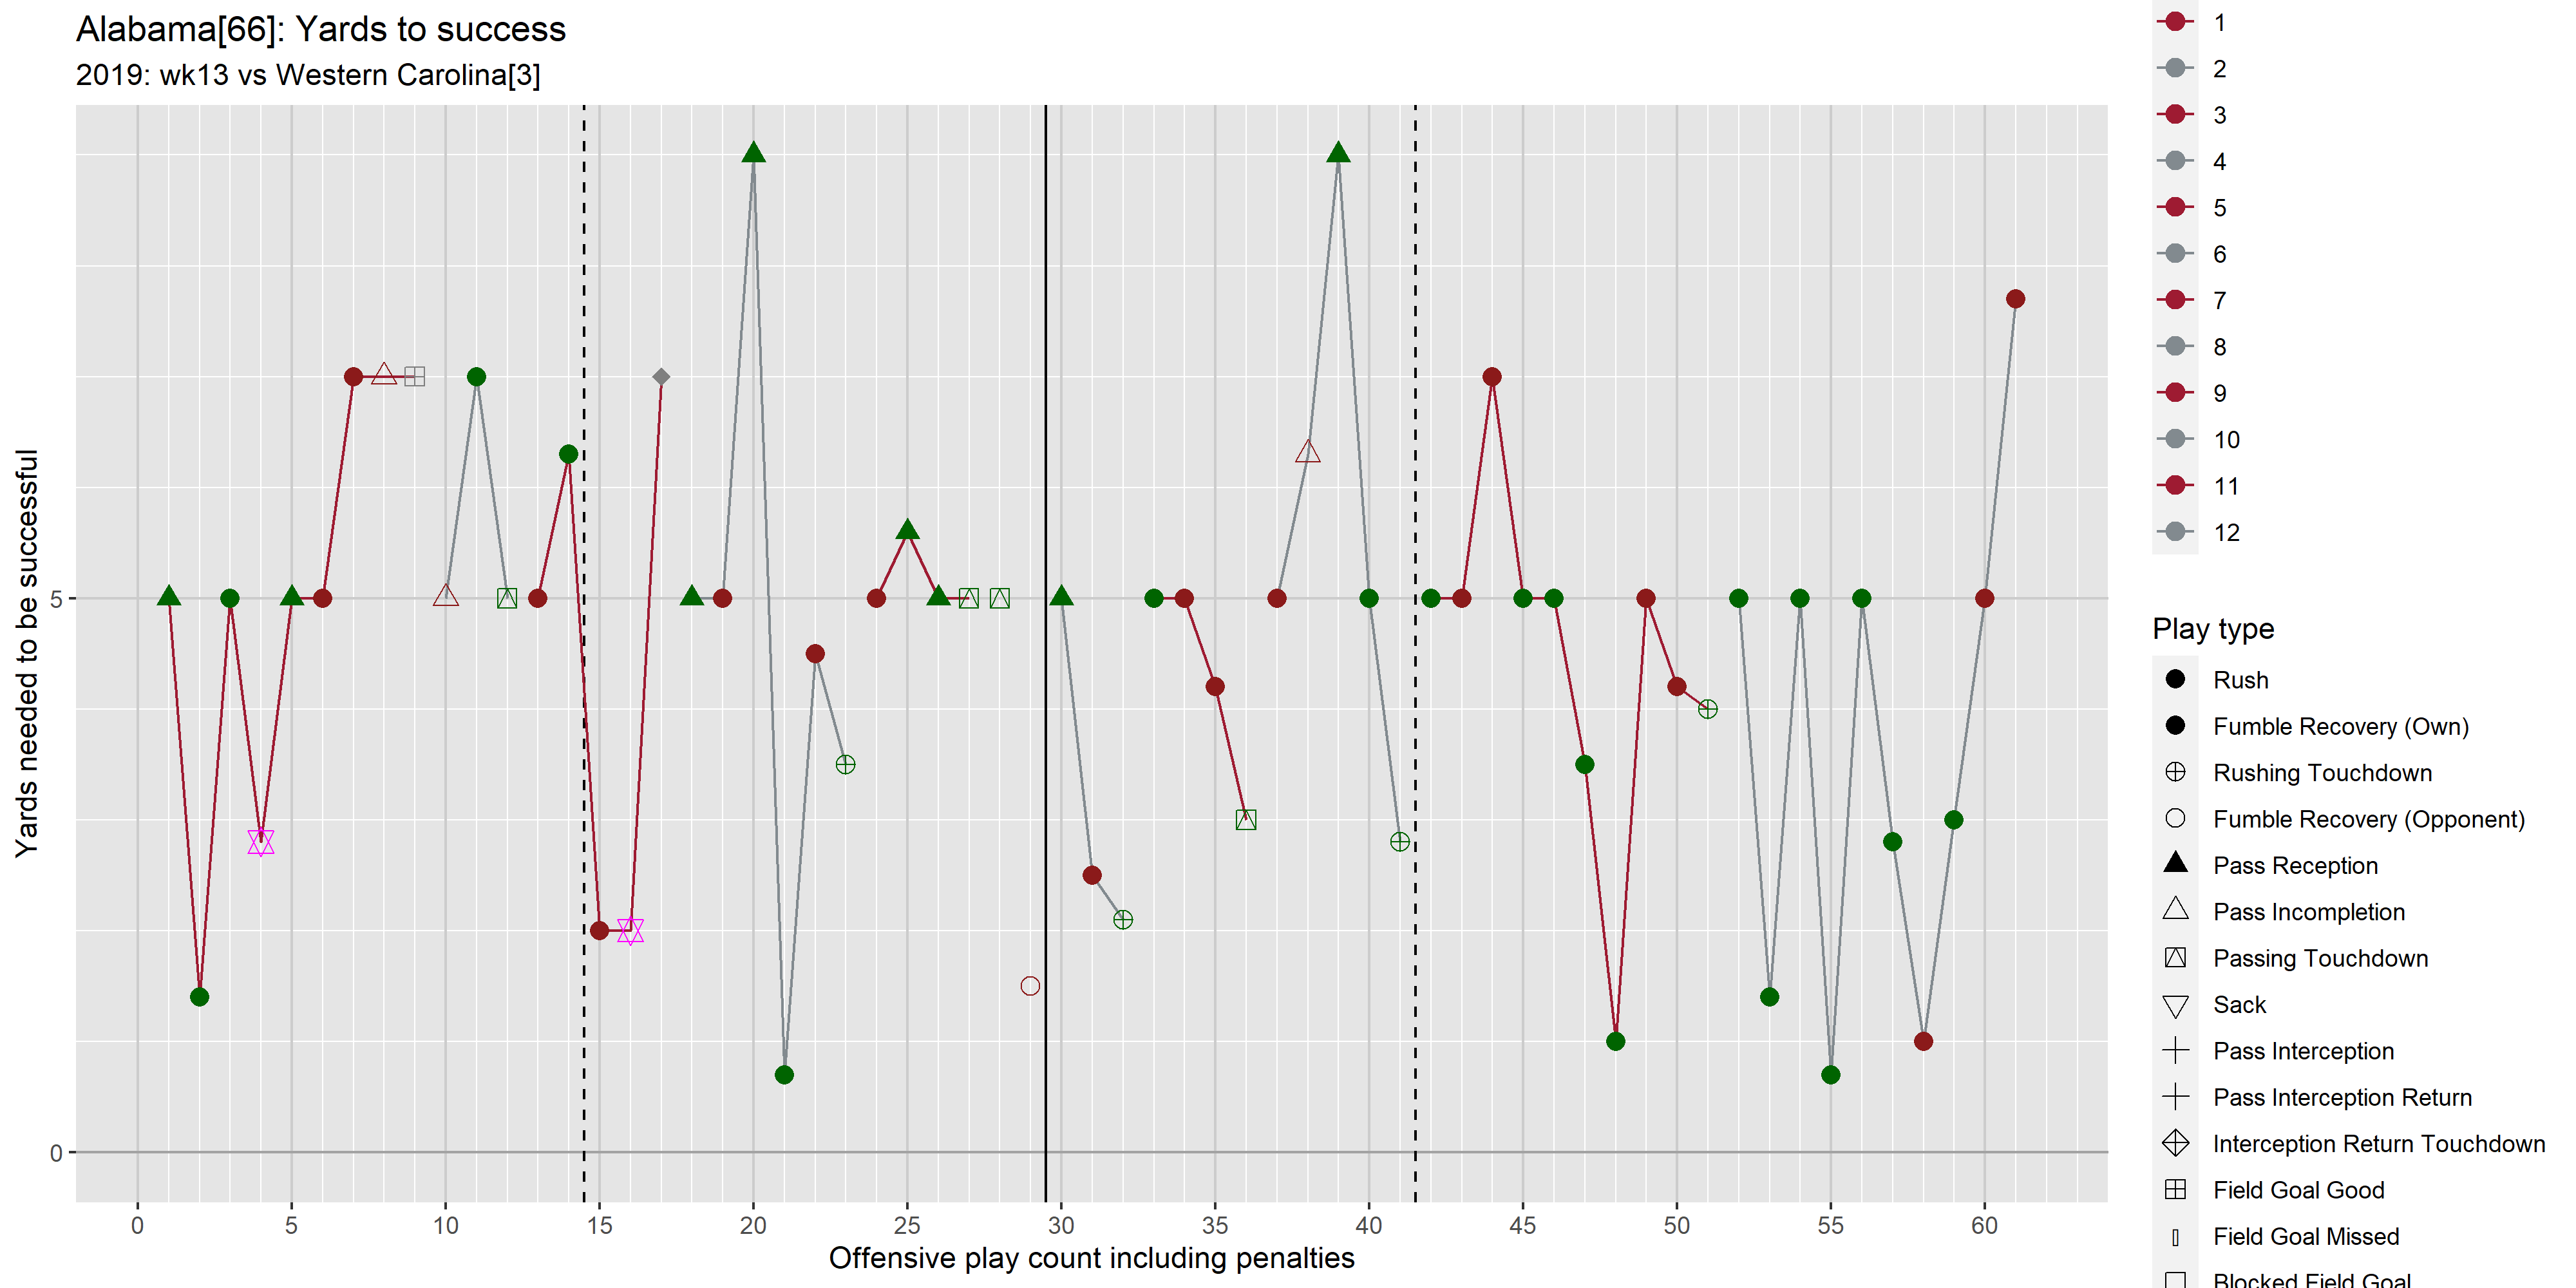 Alabama[66]: Yards to success
2019: wk13 vs Western Carolina[3]
Yards needed to be successful
5
0
0 5 10 15 20 25 30 35 40 45 50 55 60
Offensive play count including penalties
1
2
3
4
5
6
7
8
9
10
11
12
Play type
Rush
Fumble Recovery (Own)
Rushing Touchdown
Fumble Recovery (Opponent)
Pass Reception
Pass Incompletion
Passing Touchdown
Sack
Pass Interception
Pass Interception Return
Interception Return Touchdown
Field Goal Good
Field Goal Missed
Blocked Field Goal